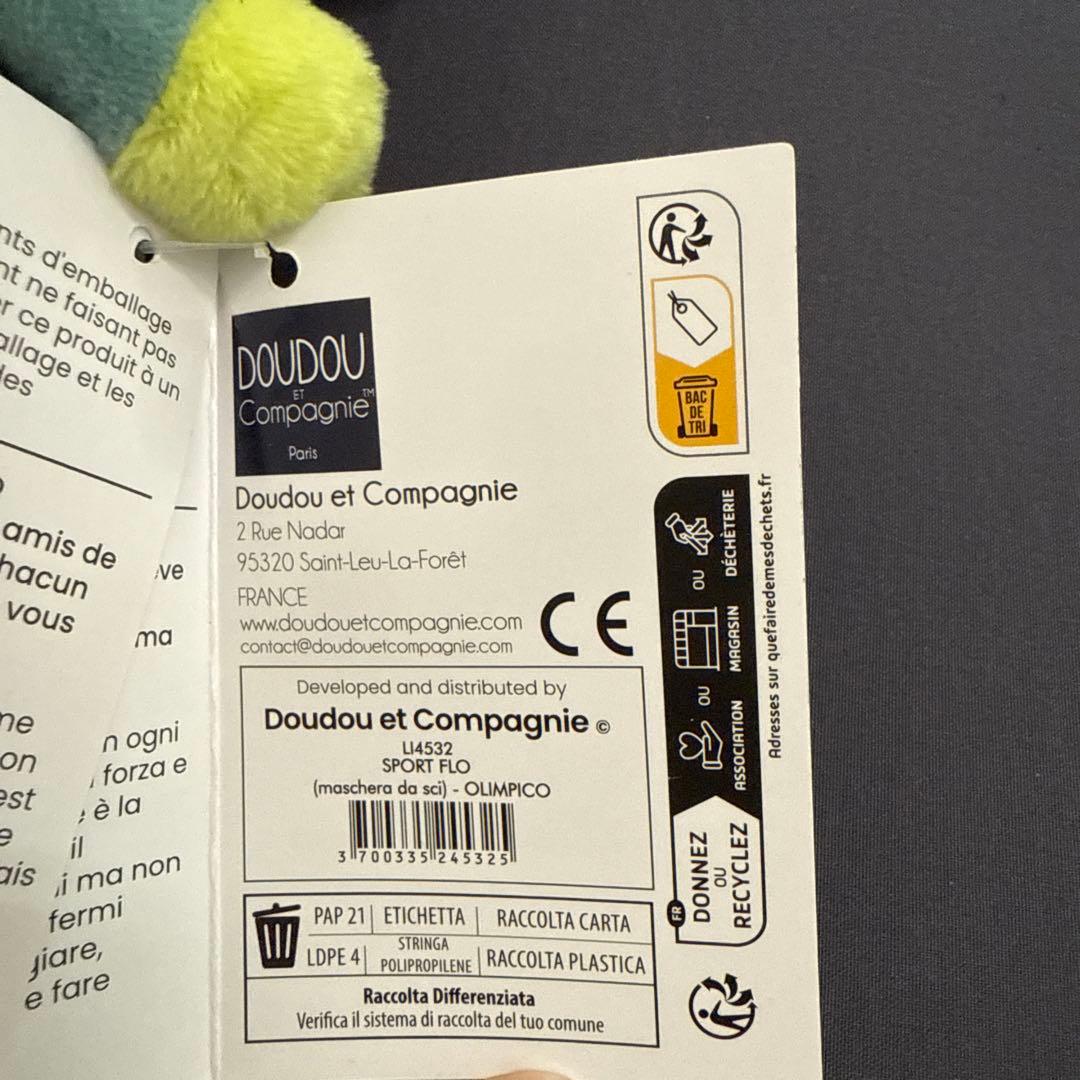 nts d'emballage
nt ne faisant pas
r ce produit à un
allage et les
les
amis de
hacun
vous
ne
on
est
e
ais
ve
ma
n ogni
forza e
è la
il
i ma non
fermi
giare,
e fare
DOUDOU
ET
Compagnie™
Paris
Doudou et Compagnie
2 Rue Nadar
95320 Saint-Leu-La-Forêt
FRANCE
www.doudouetcompagnie.com
contact@doudouetcompagnie.com
CE
Developed and distributed by
Doudou et Compagnie ©
LI4532
SPORT FLO
(maschera da sci) - OLIMPICO
3 700335 245325
PAP 21 | ETICHETTA | RACCOLTA CARTA
LDPE 4 | STRINGA POLIPROPILENE | RACCOLTA PLASTICA
Raccolta Differenziata
Verifica il sistema di raccolta del tuo comune
BAC
DE
TRI
FR
DONNEZ
OU
RECYCLEZ
ASSOCIATION OU MAGASIN OU DÉCHÈTERIE
Adresses sur quefairedemesdechets.fr